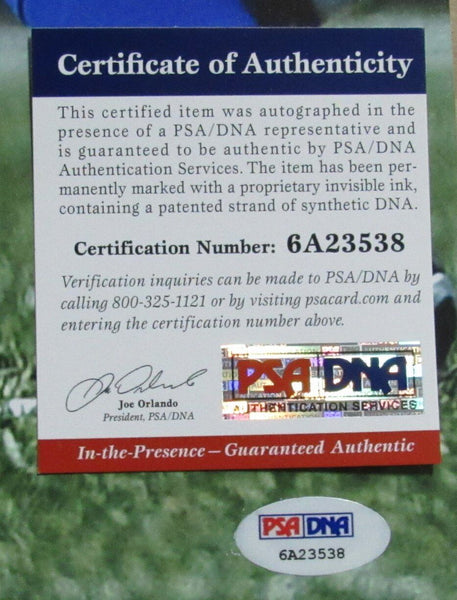 Certificate of Authenticity
This certified item was autographed in the
presence of a PSA/DNA representative and
is guaranteed to be authentic by PSA/DNA
Authentication Services. The item has been per-
manently marked with a proprietary invisible ink,
containing a patented strand of synthetic DNA.
Certification Number: 6A23538
Verification inquiries can be made to PSA/DNA by
calling 800-325-1121 or by visiting psacard.com and
entering the certification number above.
Joe Orlando
President, PSA/DNA
PSA DNA
AUTHENTICATION SERVICES
In-the-Presence – Guaranteed Authentic
PSA DNA
6A23538